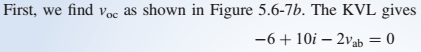 First, we find v_oc as shown in Figure 5.6-7b. The KVL gives
−6 + 10i − 2v_ab = 0